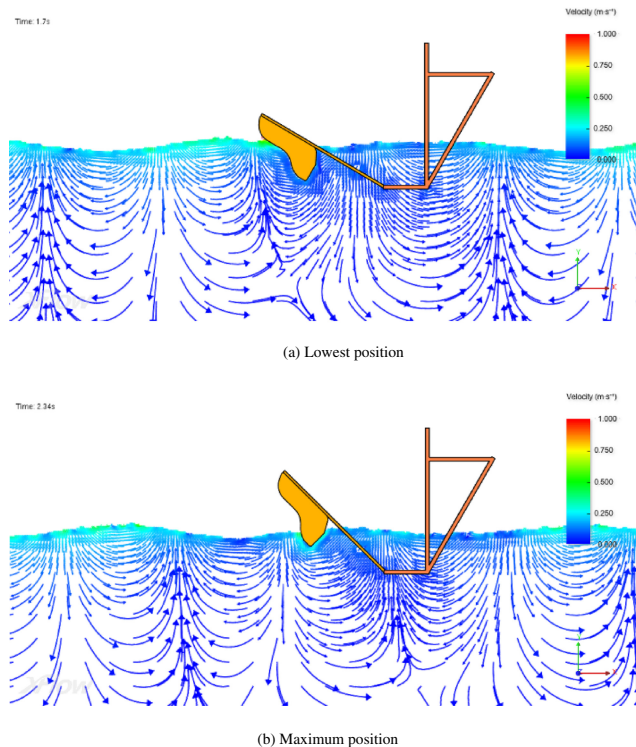 Time: 1.7s
Velocity (m·s⁻¹)
1.000
0.750
0.500
0.250
0.000
Y
X
(a) Lowest position
Time: 2.34s
Velocity (m·s⁻¹)
1.000
0.750
0.500
0.250
0.000
(b) Maximum position